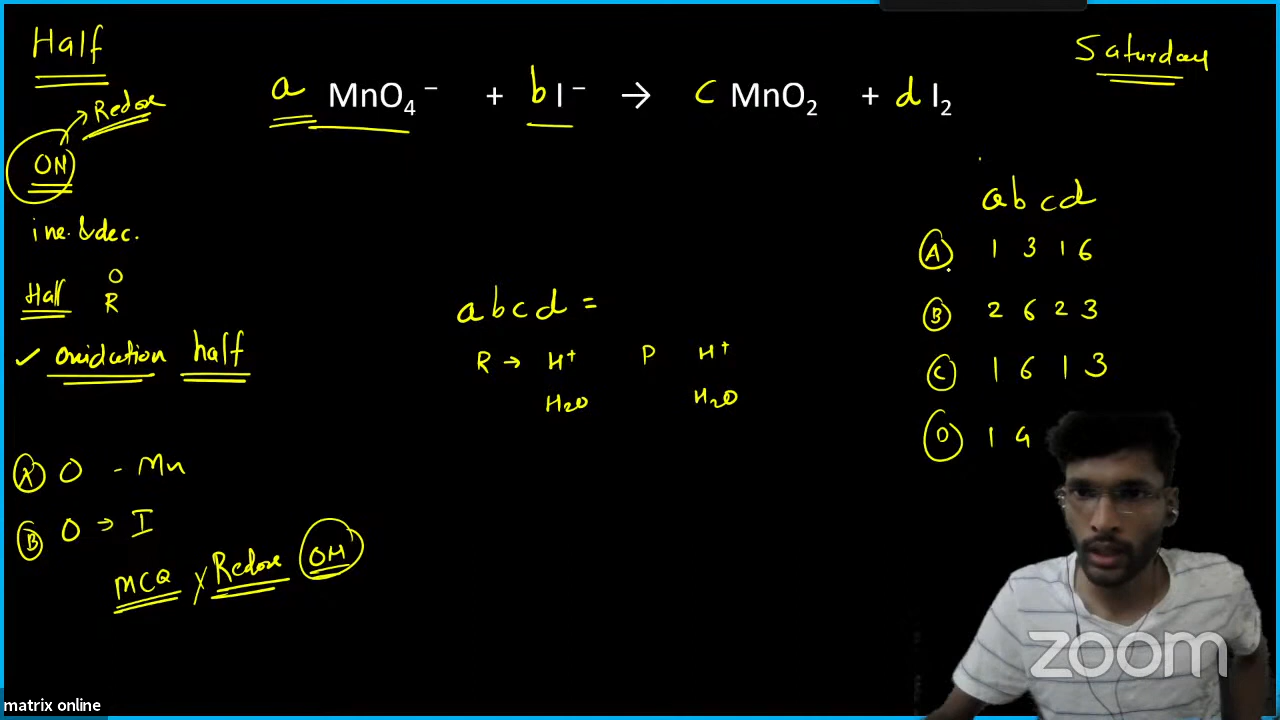 Half
Saturday
a MnO4⁻ + b I⁻ → c MnO2 + d I2
Redox
ON
inc. & dec.
Half O
R
✓ oxidation half
abcd =
R → H⁺ P H⁺
H2O H2O
a b c d
A 1 3 1 6
B 2 6 2 3
C 1 6 1 3
D 1 4
A O - Mn
B O → I
MCQ Redox OH⁻
zoom
matrix online